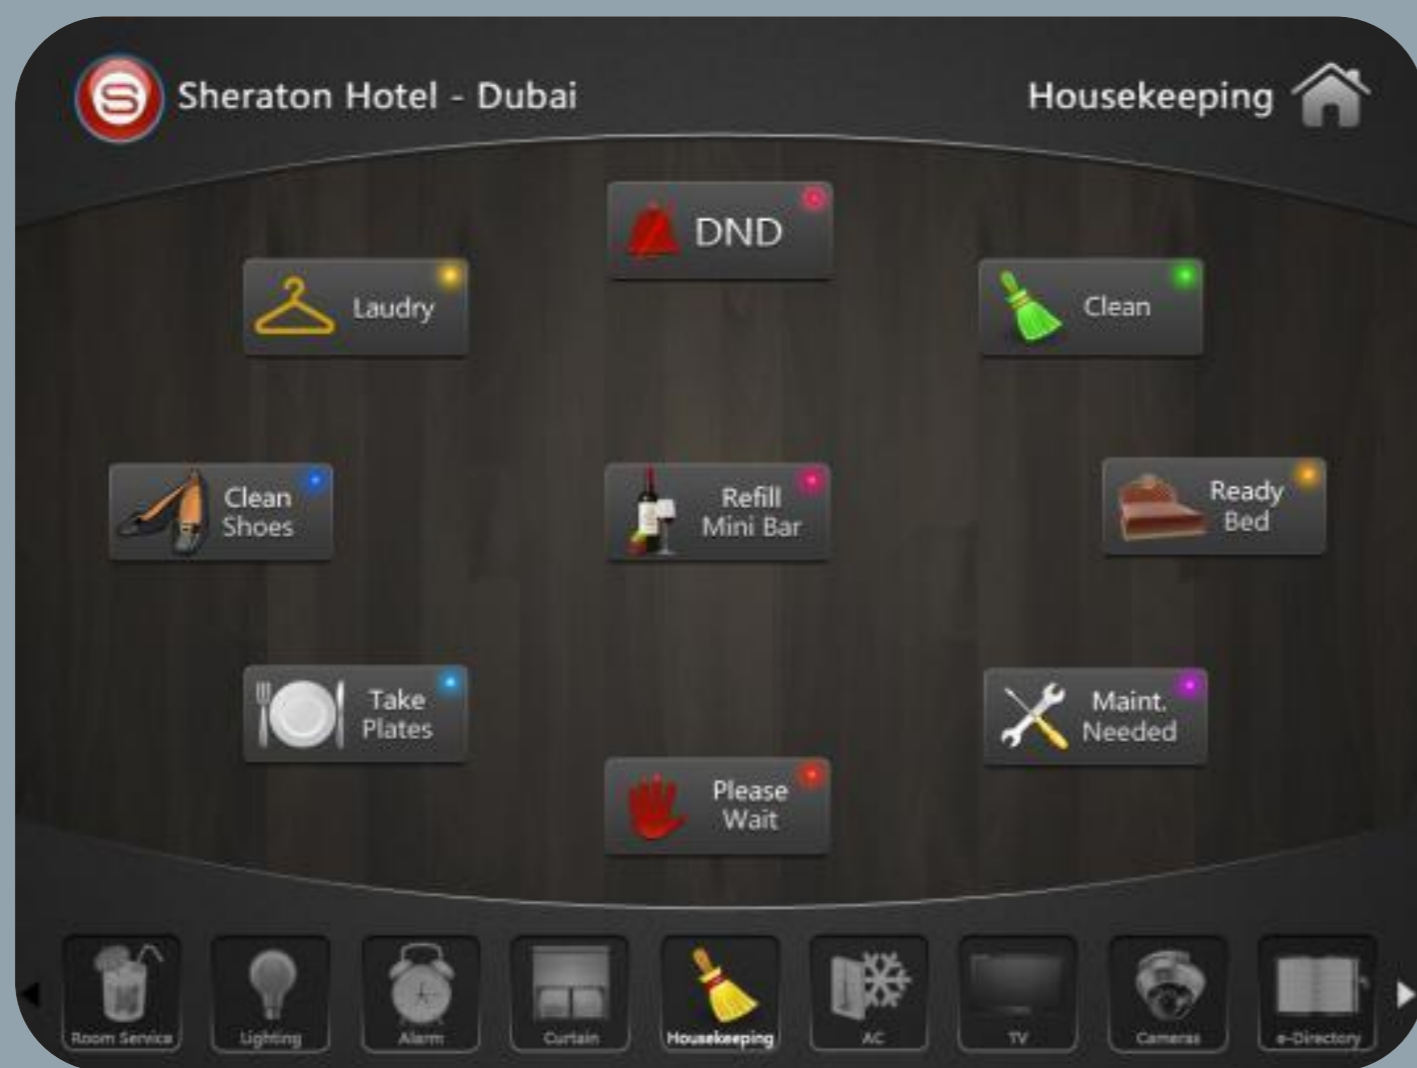 Sheraton Hotel - Dubai
Housekeeping
DND
Laudry
Clean
Clean
Shoes
Refill
Mini Bar
Ready
Bed
Take
Plates
Maint.
Needed
Please
Wait
Room Service
Lighting
Alarm
Curtain
Housekeeping
AC
TV
Cameras
e-Directory